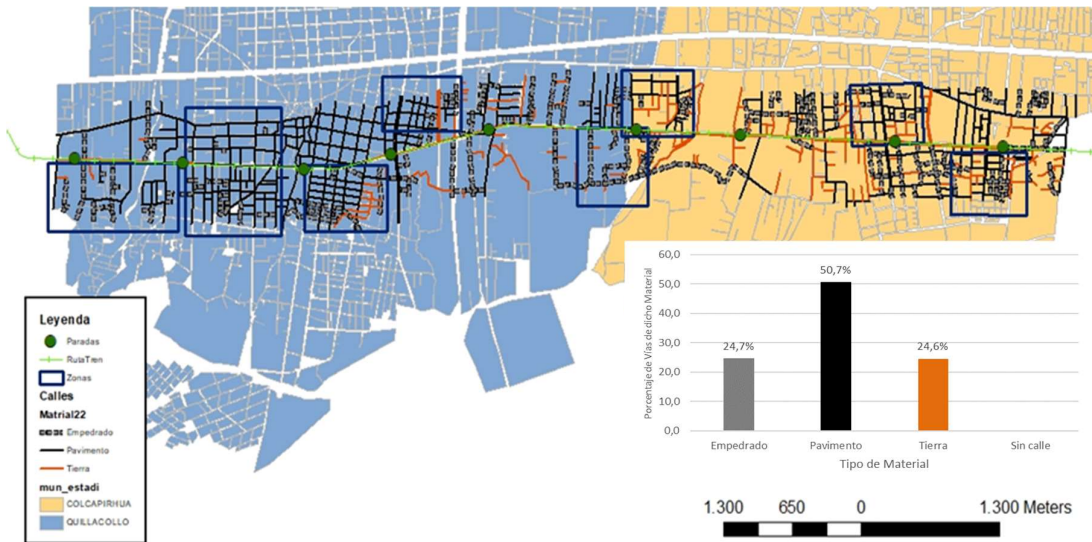 Leyenda
Paradas
RutaTren
Zonas
Calles
Matrial22
Empedrado
Pavimento
Tierra
mun_estadi
COLCAPIRHUA
QUILLACOLLO
Porcentaje de Vías de dicho Material
60,0
50,0
40,0
30,0
20,0
10,0
0,0
24,7%
50,7%
24,6%
Empedrado Pavimento Tierra Sin calle
Tipo de Material
1.300 650 0 1.300 Meters